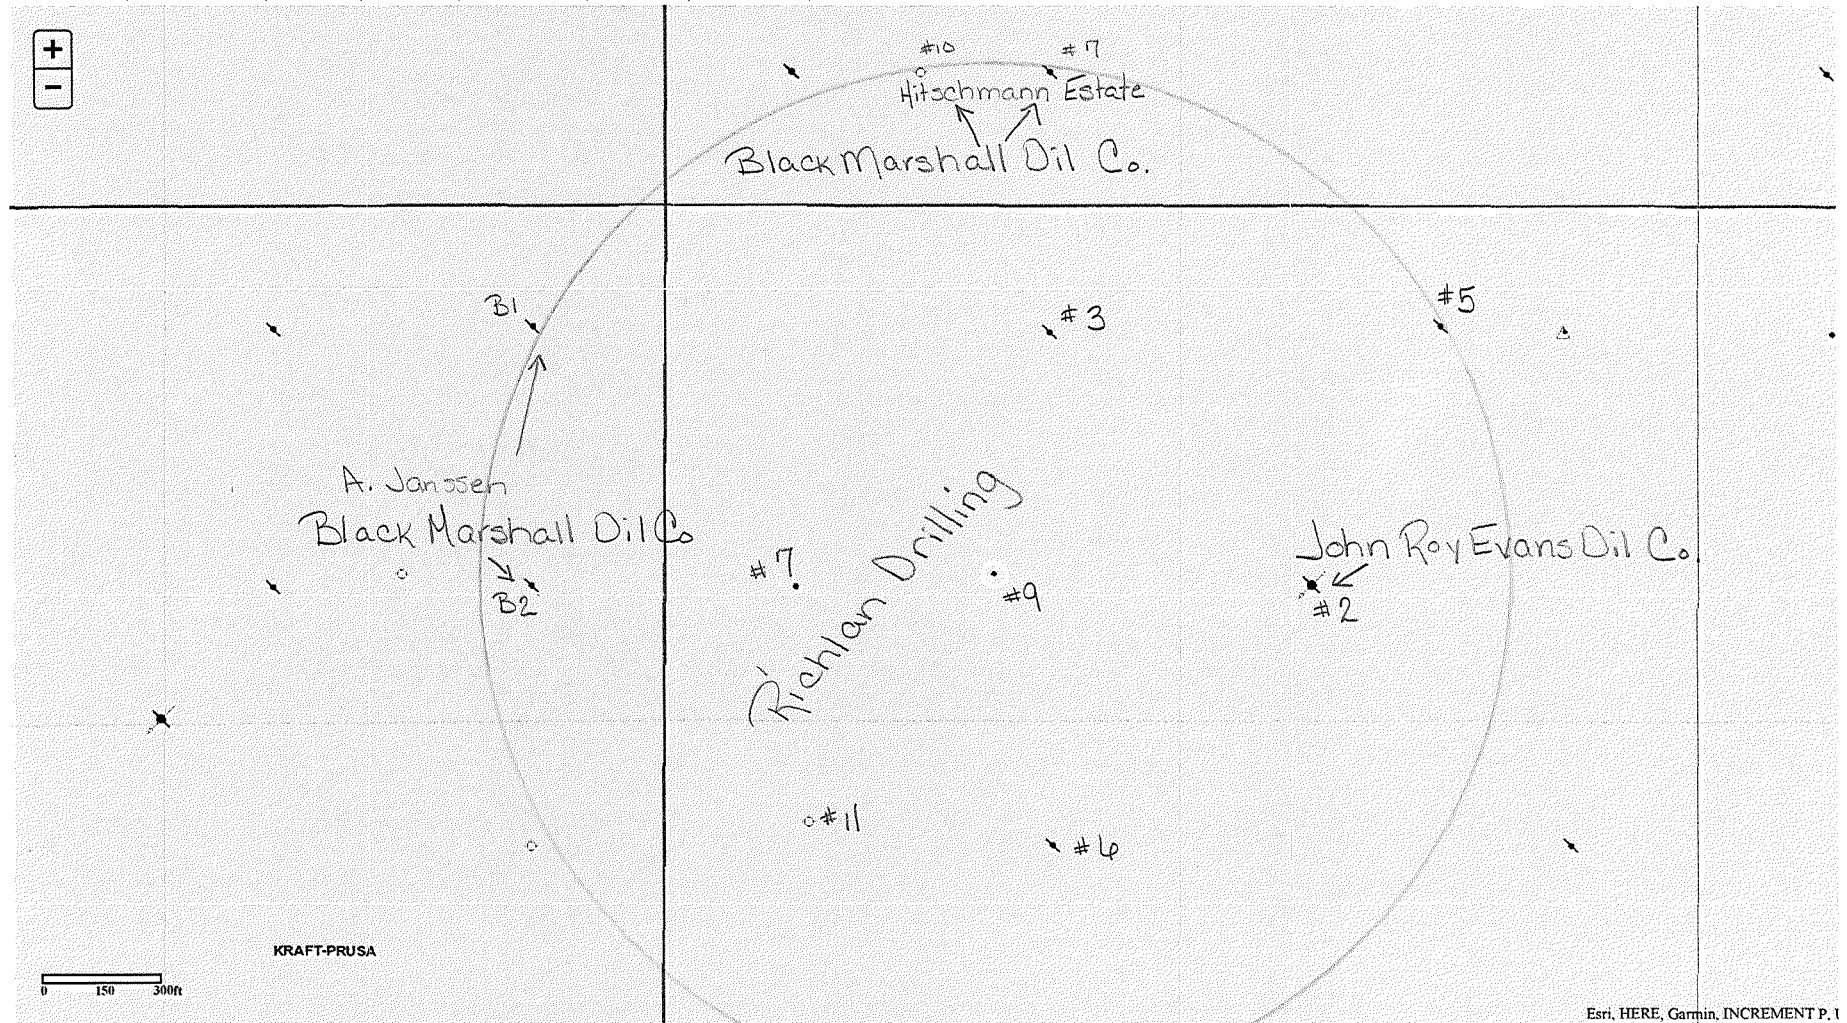 +
−
#10
#7
Hitschmann Estate
Black Marshall Oil Co.
B1
#3
#5
A. Janssen
Black Marshall Oil Co
B2
#7
Richlan Drilling
#9
John Roy Evans Oil Co.
#2
#11
#6
KRAFT-PRUSA
0 150 300ft
Esri, HERE, Garmin, INCREMENT P,